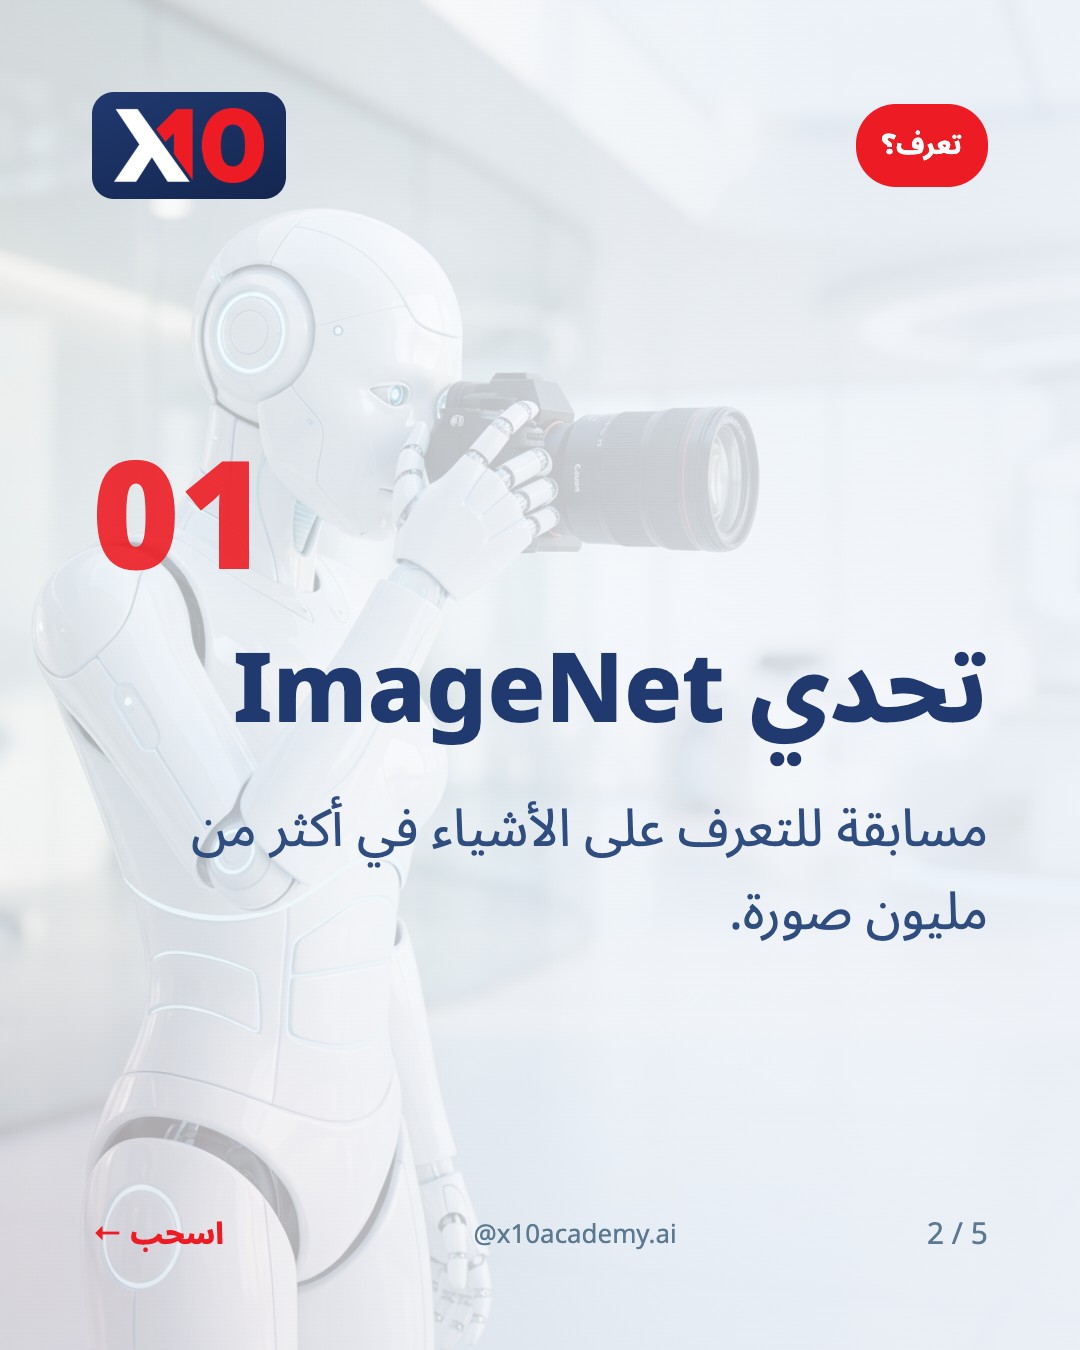 X10
تعرف؟
01
تحدي ImageNet
مسابقة للتعرف على الأشياء في أكثر من
مليون صورة.
اسحب ←
@x10academy.ai
2 / 5